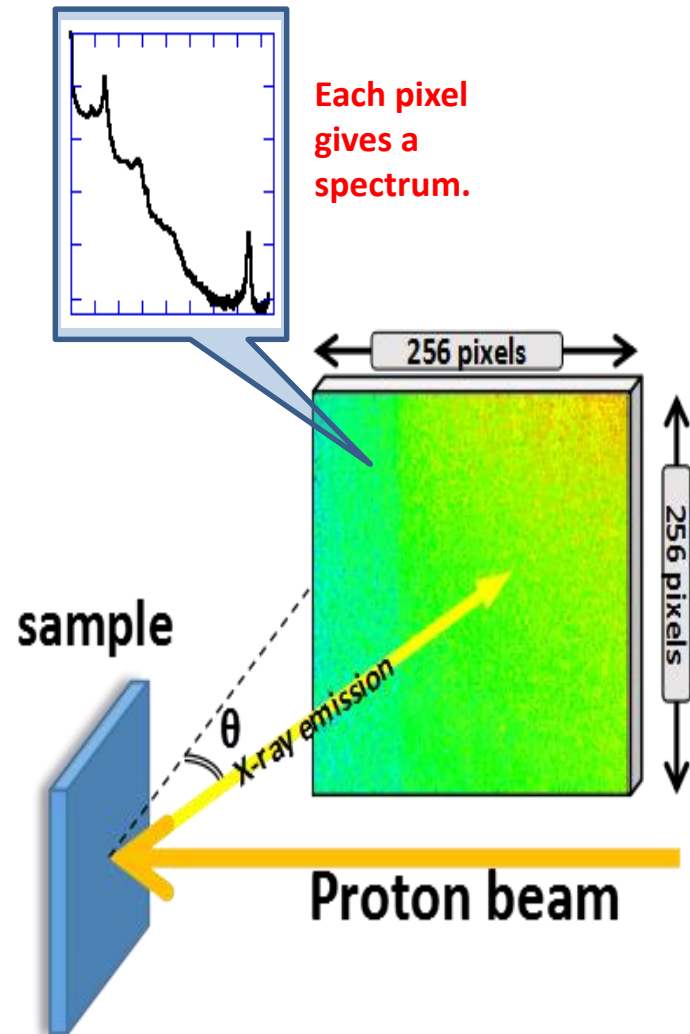 Each pixel
gives a
spectrum.
256 pixels
256 pixels
sample
θ
X-ray emission
Proton beam